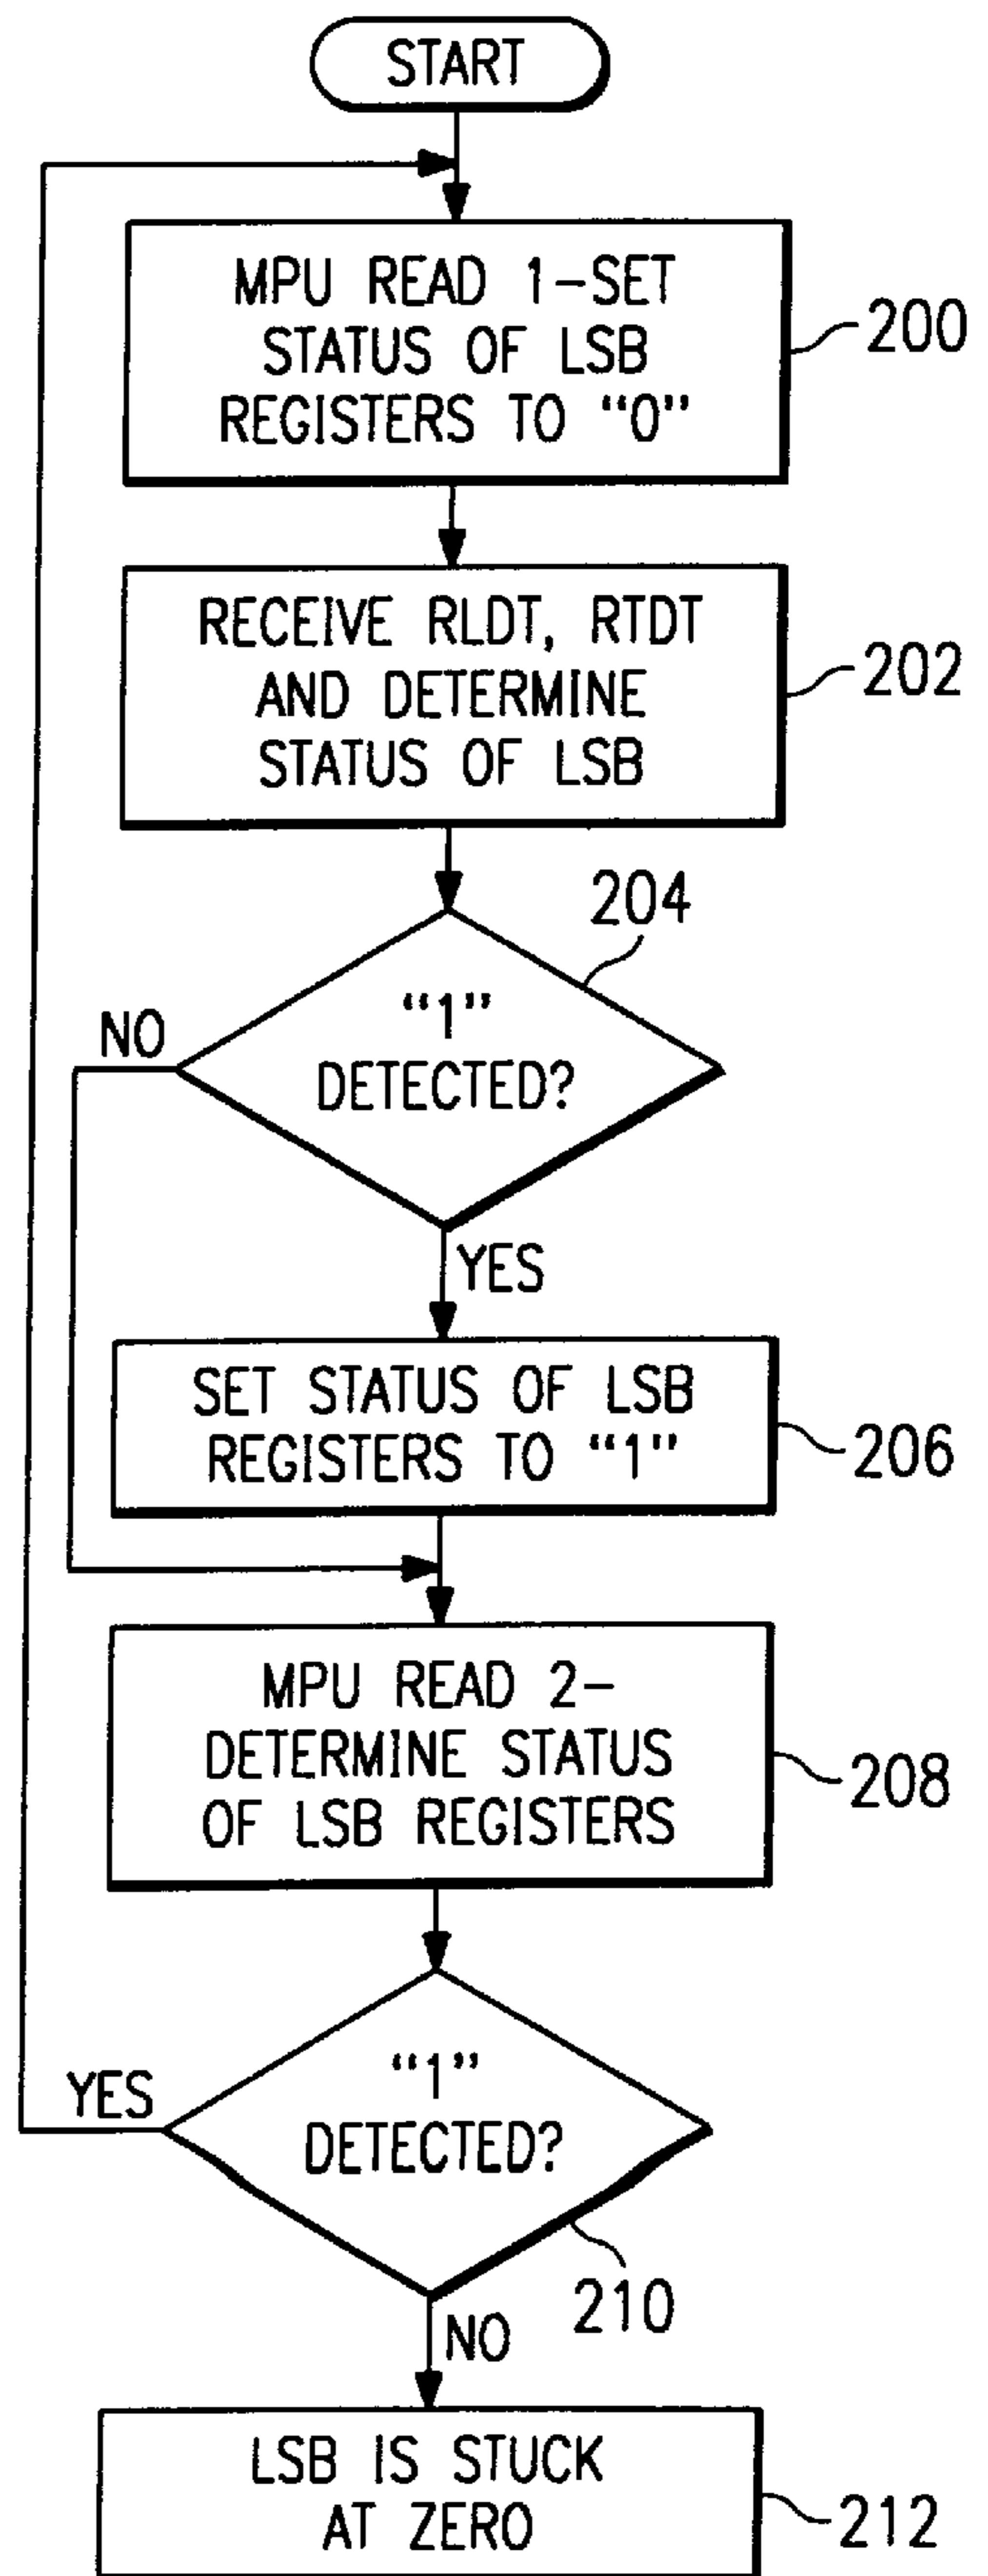 START
MPU READ 1-SET
STATUS OF LSB
REGISTERS TO “0”
200
RECEIVE RLDT, RTDT
AND DETERMINE
STATUS OF LSB
202
204
“1”
DETECTED?
NO
YES
SET STATUS OF LSB
REGISTERS TO “1”
206
MPU READ 2-
DETERMINE STATUS
OF LSB REGISTERS
208
“1”
DETECTED?
YES
210
NO
LSB IS STUCK
AT ZERO
212